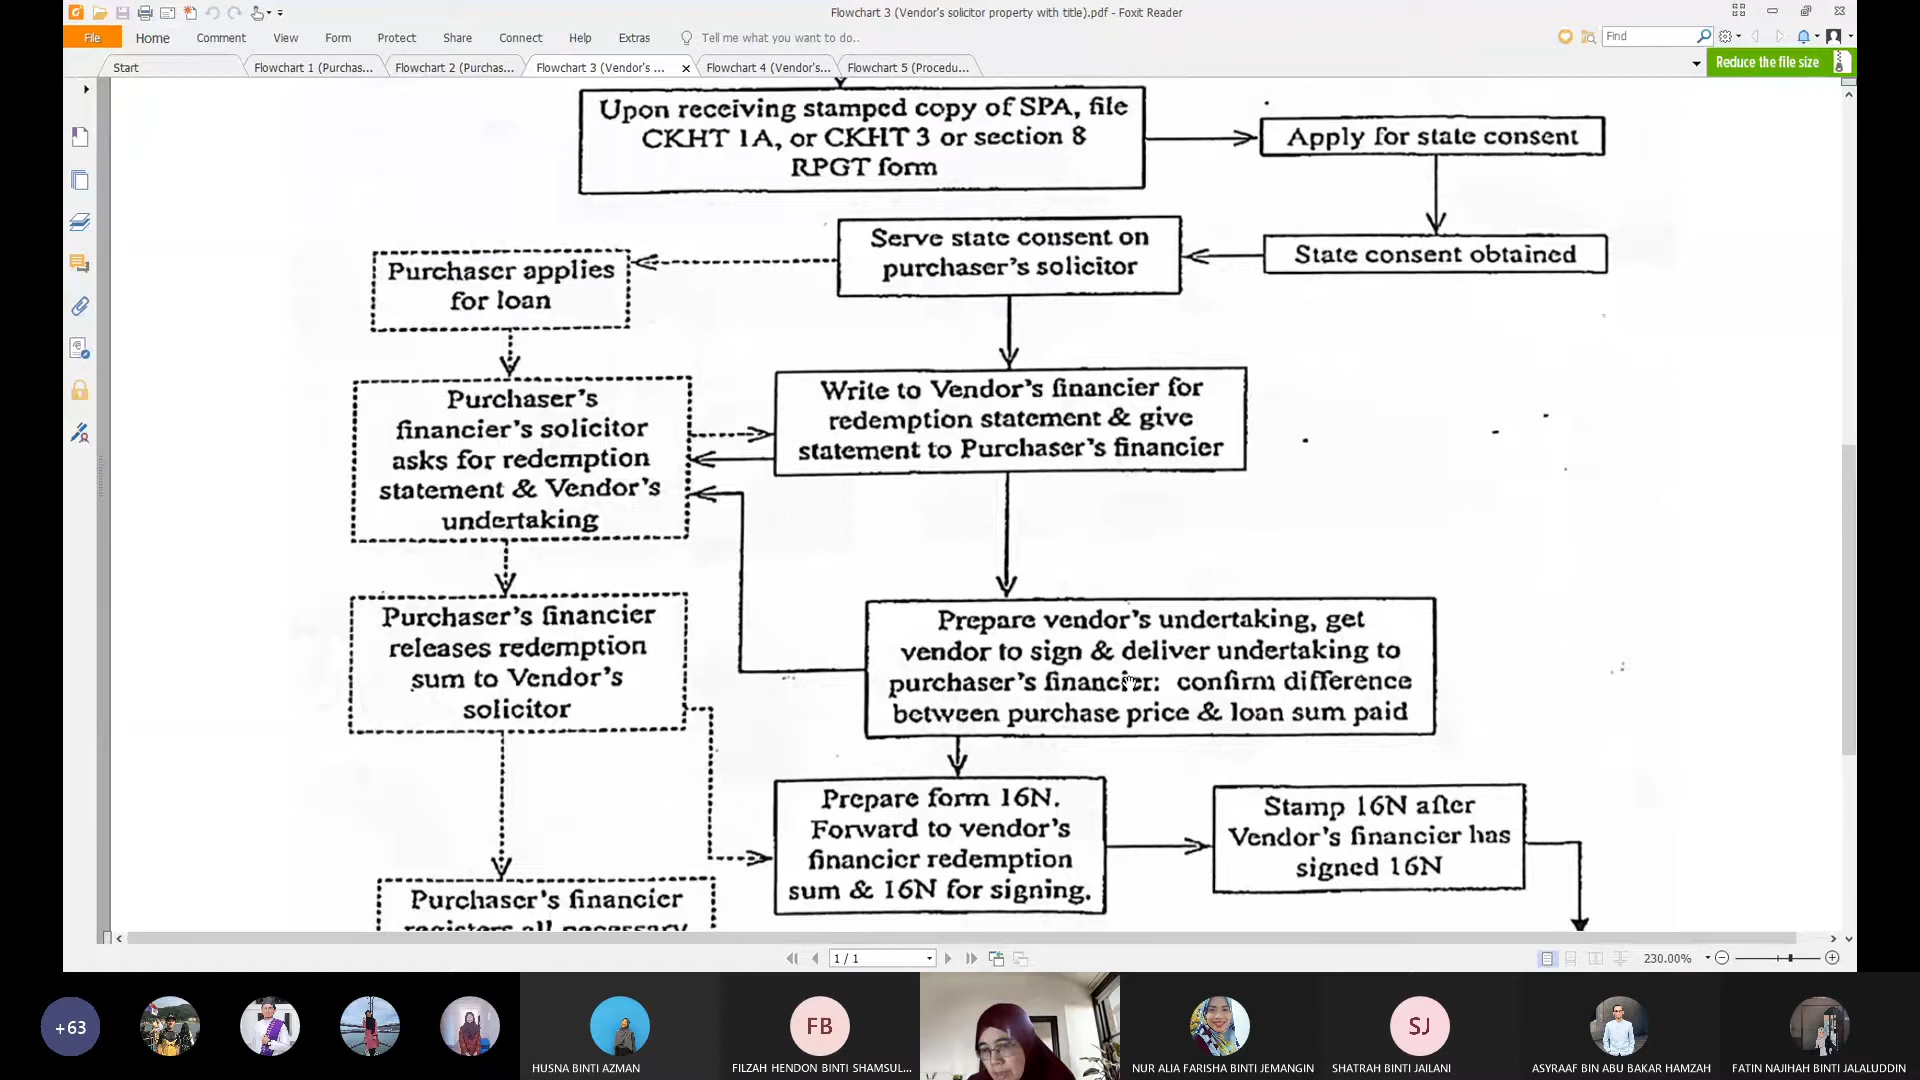 Flowchart 3 (Vendor's solicitor property with title).pdf - Foxit Reader
File
Home
Comment
View
Form
Protect
Share
Connect
Help
Extras
Tell me what you want to do..
Find
Start
Flowchart 1 (Purchas...
Flowchart 2 (Purchas...
Flowchart 3 (Vendor's ...
Flowchart 4 (Vendor's...
Flowchart 5 (Procedu...
Reduce the file size
Upon receiving stamped copy of SPA, file
CKHT 1A, or CKHT 3 or section 8
RPGT form
Apply for state consent
State consent obtained
Serve state consent on
purchaser's solicitor
Purchaser applies
for loan
Purchaser's
financier's solicitor
asks for redemption
statement & Vendor's
undertaking
Write to Vendor's financier for
redemption statement & give
statement to Purchaser's financier
Purchaser's financier
releases redemption
sum to Vendor's
solicitor
Prepare vendor's undertaking, get
vendor to sign & deliver undertaking to
purchaser's financier: confirm difference
between purchase price & loan sum paid
Prepare form 16N.
Forward to vendor's
financier redemption
sum & 16N for signing.
Stamp 16N after
Vendor's financier has
signed 16N
Purchaser's financier
registers all necessary
1 / 1
230.00%
+63
FB
SJ
HUSNA BINTI AZMAN
FILZAH HENDON BINTI SHAMSUL...
NUR ALIA FARISHA BINTI JEMANGIN
SHATRAH BINTI JAILANI
ASYRAAF BIN ABU BAKAR HAMZAH
FATIN NAJIHAH BINTI JALALUDDIN